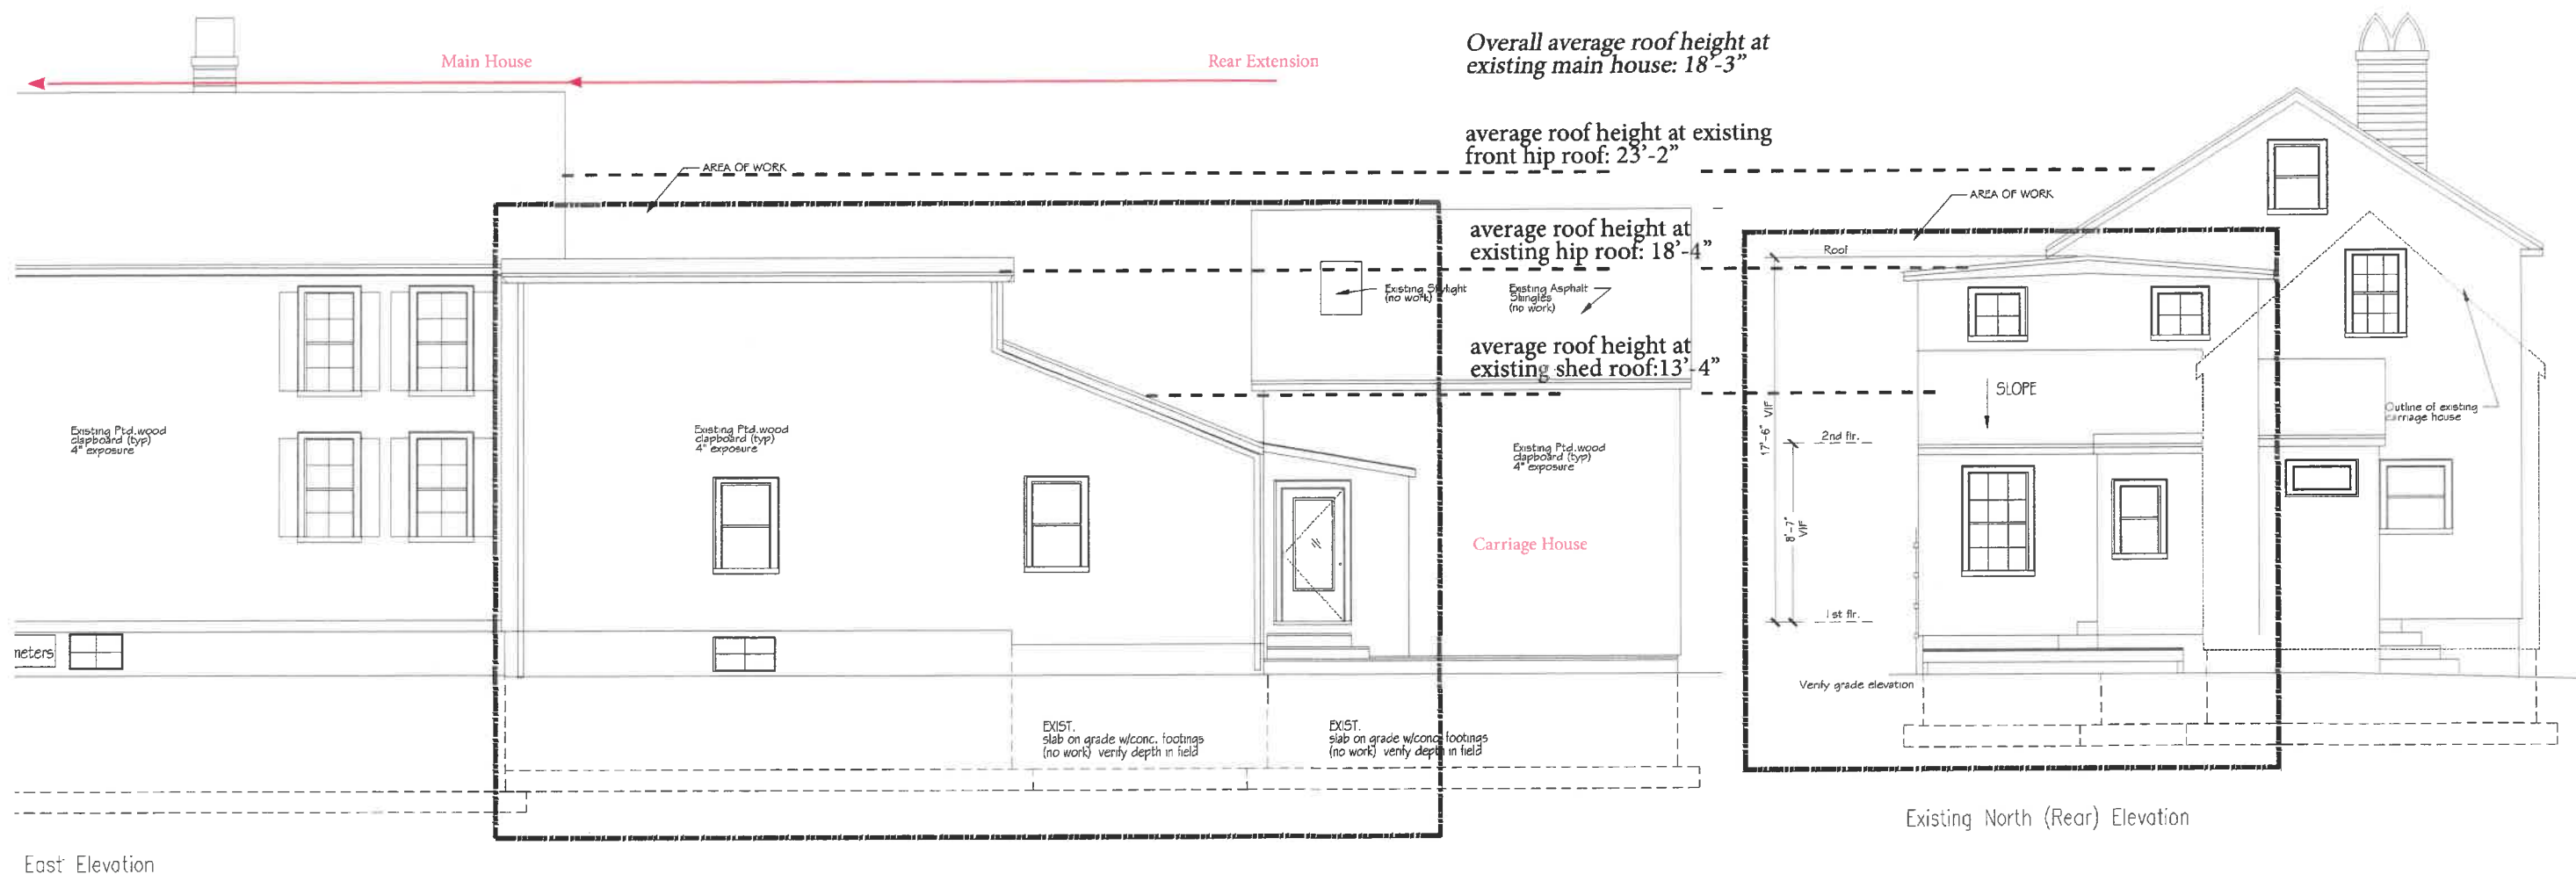 Main House
Rear Extension
Overall average roof height at
existing main house: 18'-3"
average roof height at existing
front hip roof: 23'-2"
AREA OF WORK
average roof height at
existing hip roof: 18'-4"
Existing Skylight
(no work)
Existing Asphalt
Shingles
(no work)
average roof height at
existing shed roof:13'-4"
Existing Ptd.wood
clapboard (typ)
4" exposure
Existing Ptd.wood
clapboard (typ)
4" exposure
Existing Ptd.wood
clapboard (typ)
4" exposure
Carriage House
meters
EXIST.
slab on grade w/conc. footings
(no work) verify depth in field
EXIST.
slab on grade w/conc. footings
(no work) verify depth in field
East Elevation
AREA OF WORK
Roof
SLOPE
17'-6" VIF
2nd flr.
8'-7"
VIF
1st flr.
Outline of existing
carriage house
Verify grade elevation
Existing North (Rear) Elevation